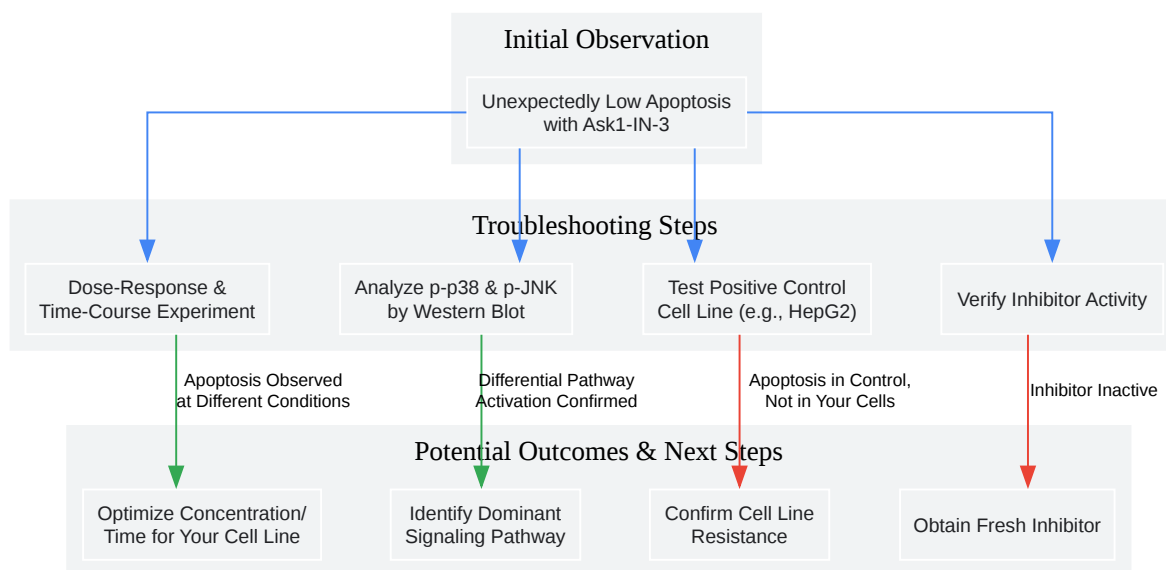 Initial Observation
Unexpectedly Low Apoptosis
with Ask1-IN-3
Troubleshooting Steps
Dose-Response &
Time-Course Experiment
Analyze p-p38 & p-JNK
by Western Blot
Test Positive Control
Cell Line (e.g., HepG2)
Verify Inhibitor Activity
Apoptosis Observed
at Different Conditions
Differential Pathway
Activation Confirmed
Apoptosis in Control,
Not in Your Cells
Inhibitor Inactive
Potential Outcomes & Next Steps
Optimize Concentration/
Time for Your Cell Line
Identify Dominant
Signaling Pathway
Confirm Cell Line
Resistance
Obtain Fresh Inhibitor